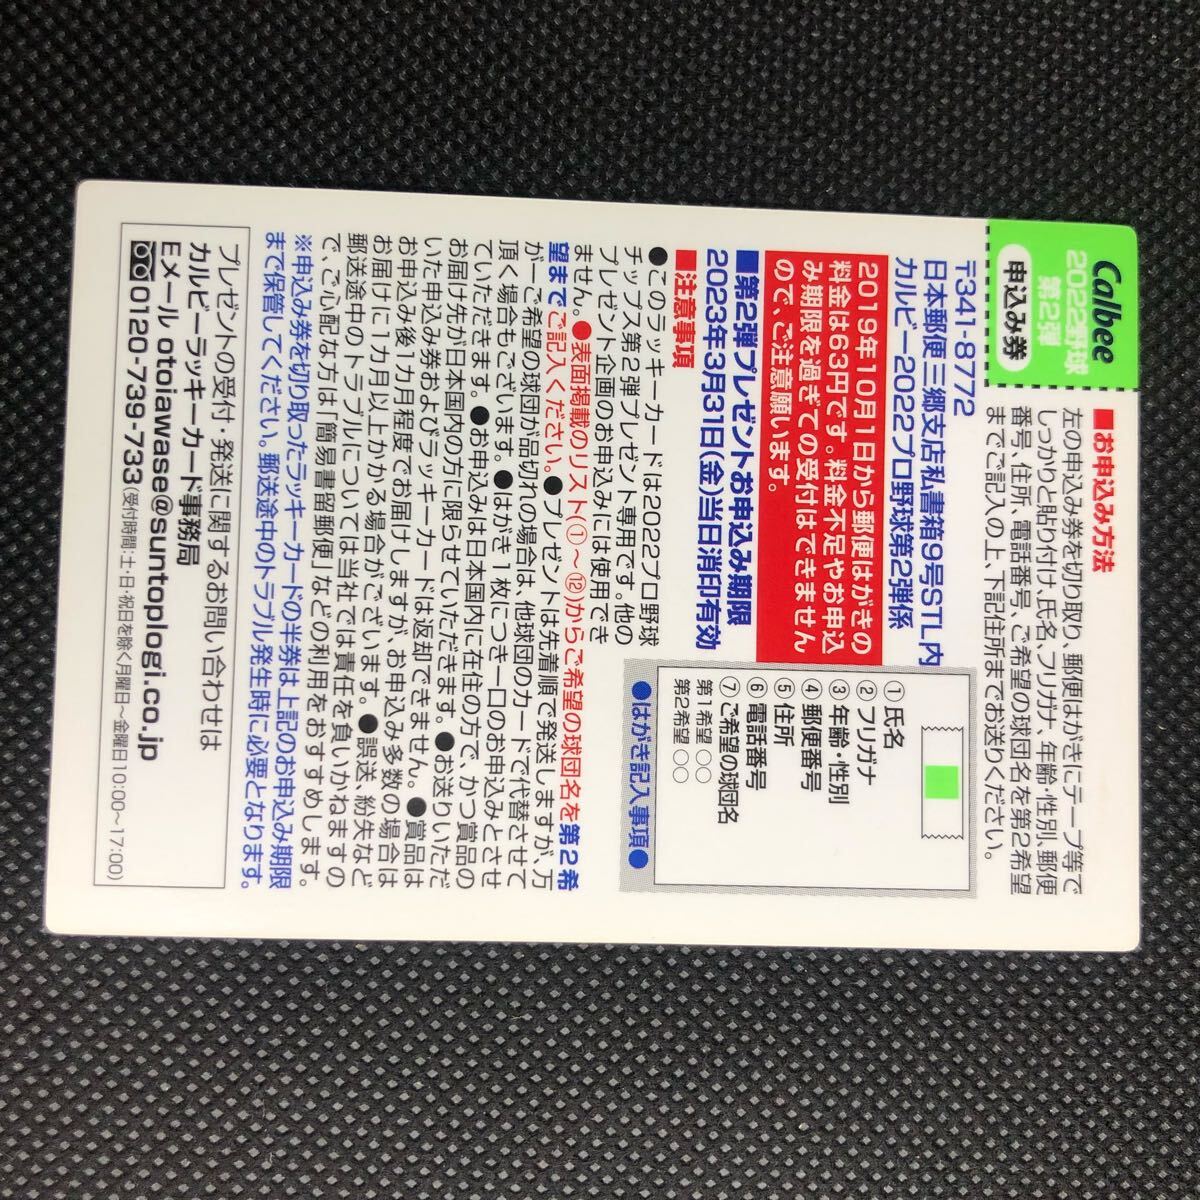 Calbee
2022野球
第2弾
申込み券
■お申込み方法
左の申込み券を切り取り、郵便はがきにテープ等で
しっかりと貼り付け、氏名、フリガナ、年齢・性別、郵便
番号、住所、電話番号、ご希望の球団名を第2希望
までご記入の上、下記住所までお送りください。
〒341-8772
日本郵便三郷支店私書箱9号STL内
カルビー2022プロ野球第2弾係
2019年10月1日から郵便はがきの
料金は63円です。料金不足やお申込
み期限を過ぎての受付はできません
ので、ご注意願います。
■第2弾プレゼントお申込み期限
2023年3月31日(金)当日消印有効
①氏名
②フリガナ
③年齢・性別
④郵便番号
⑤住所
⑥電話番号
⑦ご希望の球団名
第1希望 ○○
第2希望 ○○
●はがき記入事項●
■注意事項
●このラッキーカードは2022プロ野球
チップス第2弾プレゼント専用です。他の
プレゼント企画のお申込みには使用でき
ません。●表面掲載のリスト(①～⑫)からご希望の球団名を第2希
望までご記入ください。●プレゼントは先着順で発送しますが、万
が一ご希望の球団が品切れの場合は、他球団のカードで代替させて
頂く場合もございます。●はがき1枚につき一口のお申込みとさせ
ていただきます。●お申込みは日本国内に在住の方で、かつ賞品の
お届け先が日本国内の方に限らせていただきます。●お送りいただ
いた申込み券およびラッキーカードは返却できません。●賞品は
お申込み後1カ月程度でお届けしますが、お申込み多数の場合は
お届けに1カ月以上かかる場合がございます。●誤送、紛失など
郵送途中のトラブルについては当社では責任を負いかねますの
で、ご心配な方は「簡易書留郵便」などの利用をおすすめします。
※申込み券を切り取ったラッキーカードの半券は上記のお申込み期限
まで保管してください。郵送途中のトラブル発生時に必要となります。
プレゼントの受付・発送に関するお問い合わせは
カルビーラッキーカード事務局
Eメール otoiawase@suntoplogi.co.jp
0120-739-733(受付時間:土・日・祝日を除く月曜日～金曜日10:00～17:00)